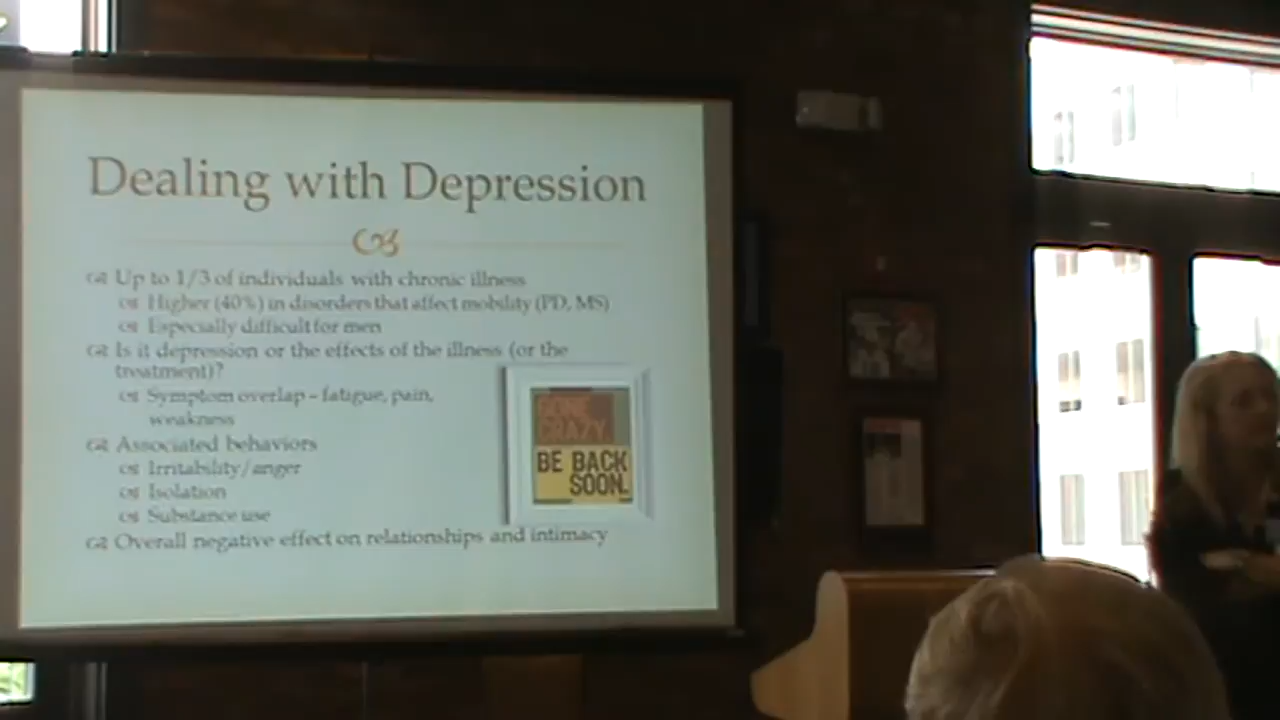 Dealing with Depression
Up to 1/3 of individuals with chronic illness
Higher (40%) in disorders that affect mobility (PD, MS)
Especially difficult for men
Is it depression or the effects of the illness (or the
treatment)?
Symptom overlap – fatigue, pain,
weakness
Associated behaviors
Irritability/anger
Isolation
Substance use
Overall negative effect on relationships and intimacy
GONE
CRAZY
BE BACK
SOON.